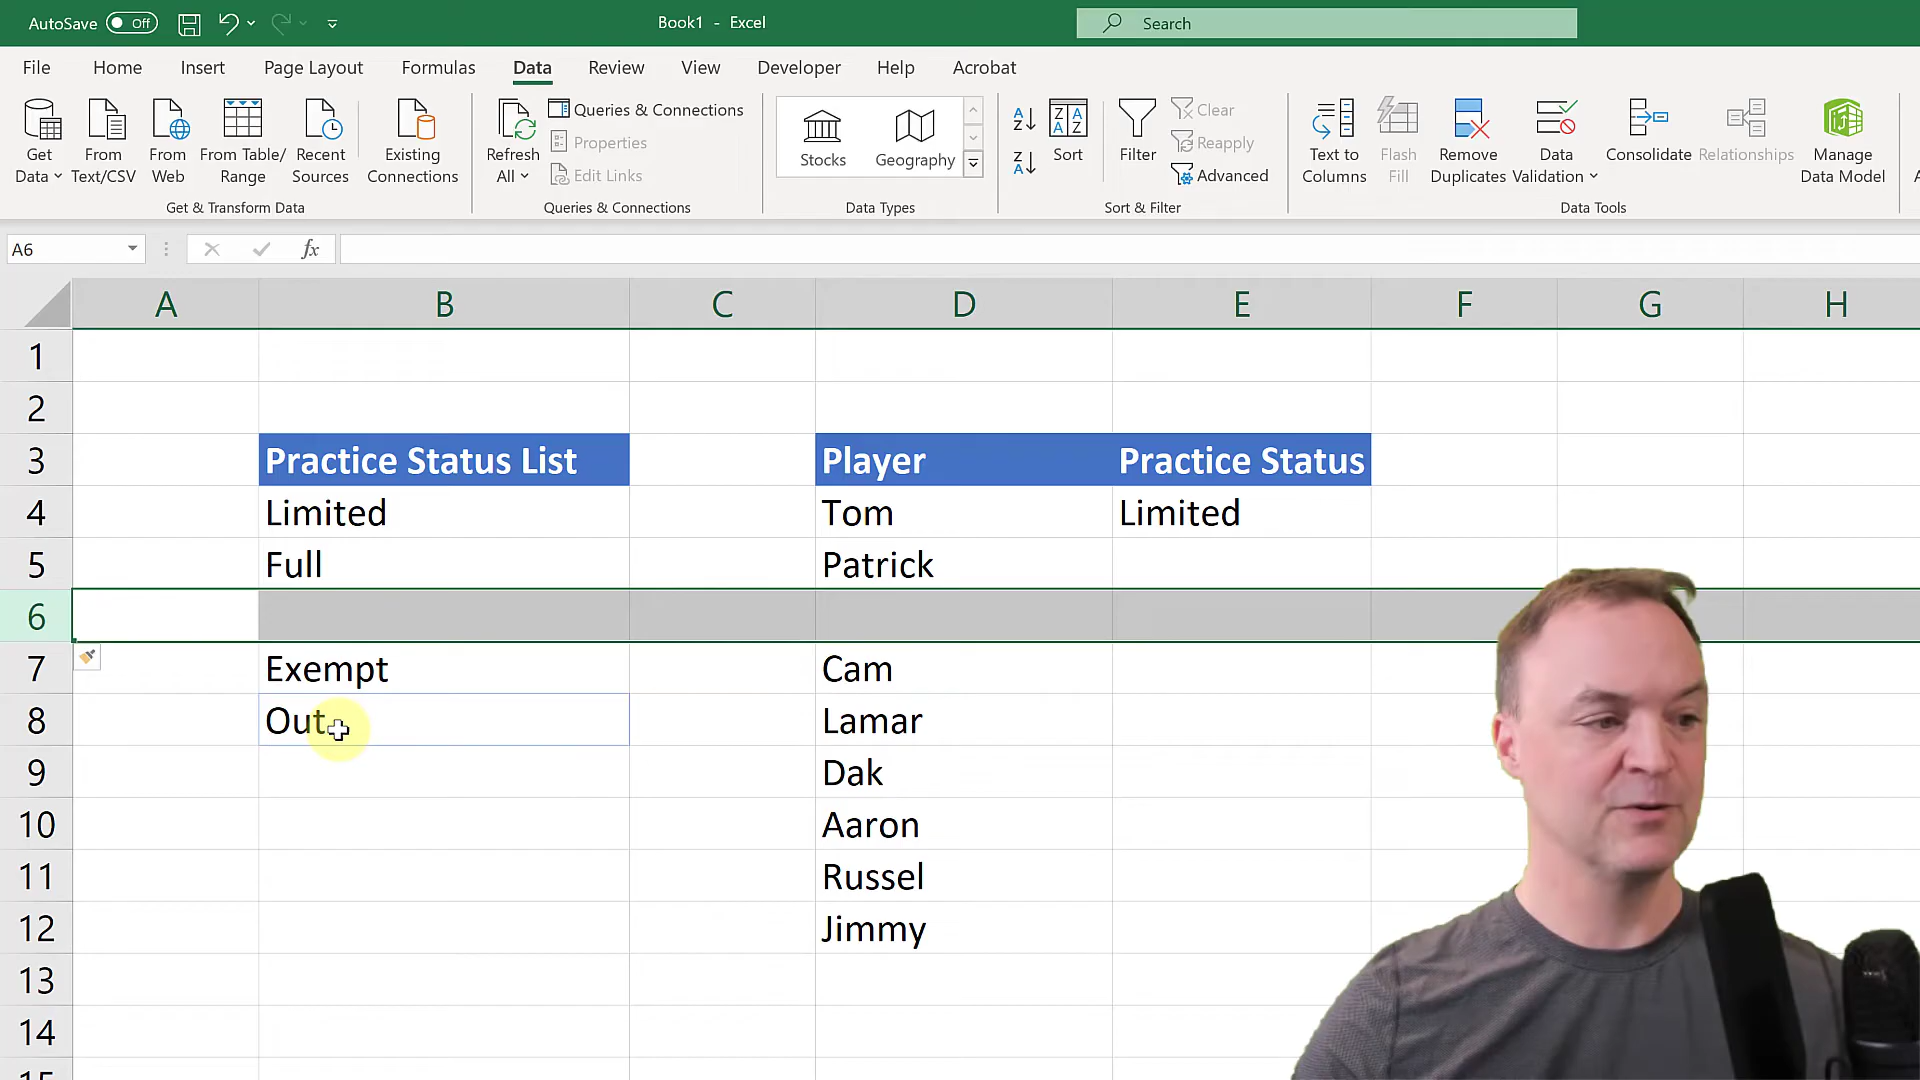 AutoSave Off
Book1 - Excel
Search
File Home Insert Page Layout Formulas Data Review View Developer Help Acrobat
Get Data
From Text/CSV
From Web
From Table/ Range
Recent Sources
Existing Connections
Get & Transform Data
Refresh All
Queries & Connections
Properties
Edit Links
Queries & Connections
Stocks
Geography
Data Types
Sort
Filter
Clear
Reapply
Advanced
Sort & Filter
Text to Columns
Flash Fill
Remove Duplicates
Data Validation
Consolidate
Relationships
Manage Data Model
Data Tools
A6
fx
A B C D E F G H
1
2
3 Practice Status List Player Practice Status
4 Limited Tom Limited
5 Full Patrick
6
7 Exempt Cam
8 Out Lamar
9 Dak
10 Aaron
11 Russel
12 Jimmy
13
14
15